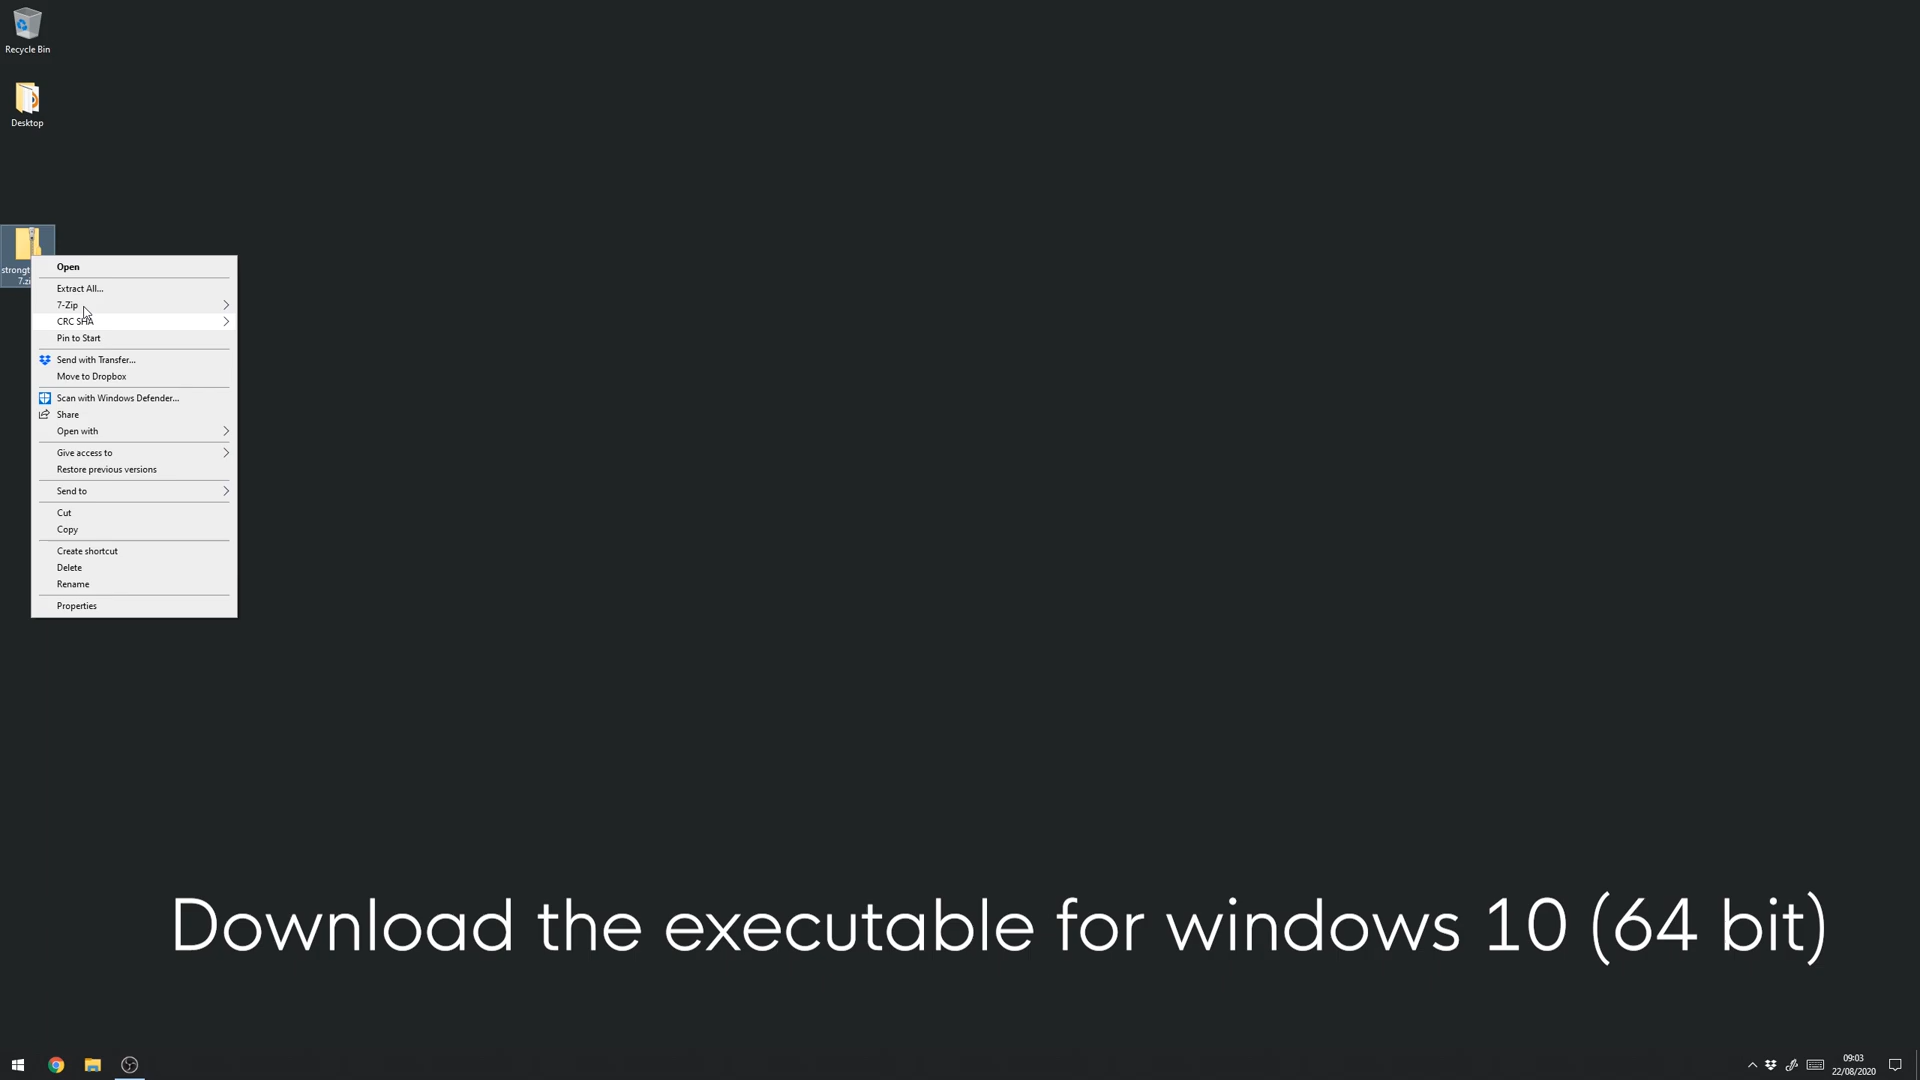 Recycle Bin
Desktop
7.zi
Open
Extract All...
7-Zip
CRC SHA
Pin to Start
Send with Transfer...
Move to Dropbox
Scan with Windows Defender...
Share
Open with
Give access to
Restore previous versions
Send to
Cut
Copy
Create shortcut
Delete
Rename
Properties
Download the executable for windows 10 (64 bit)
09:03
22/08/2020